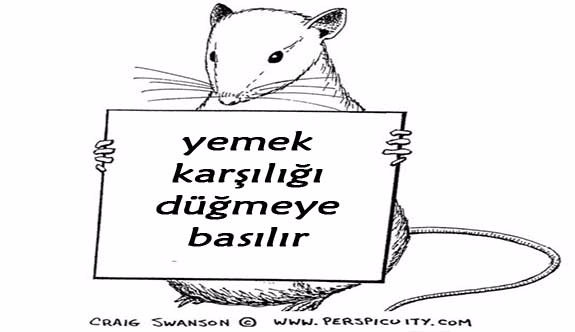 yemek
karşılığı
düğmeye
basılır
CRAIG SWANSON © WWW.PERSPICUITY.COM